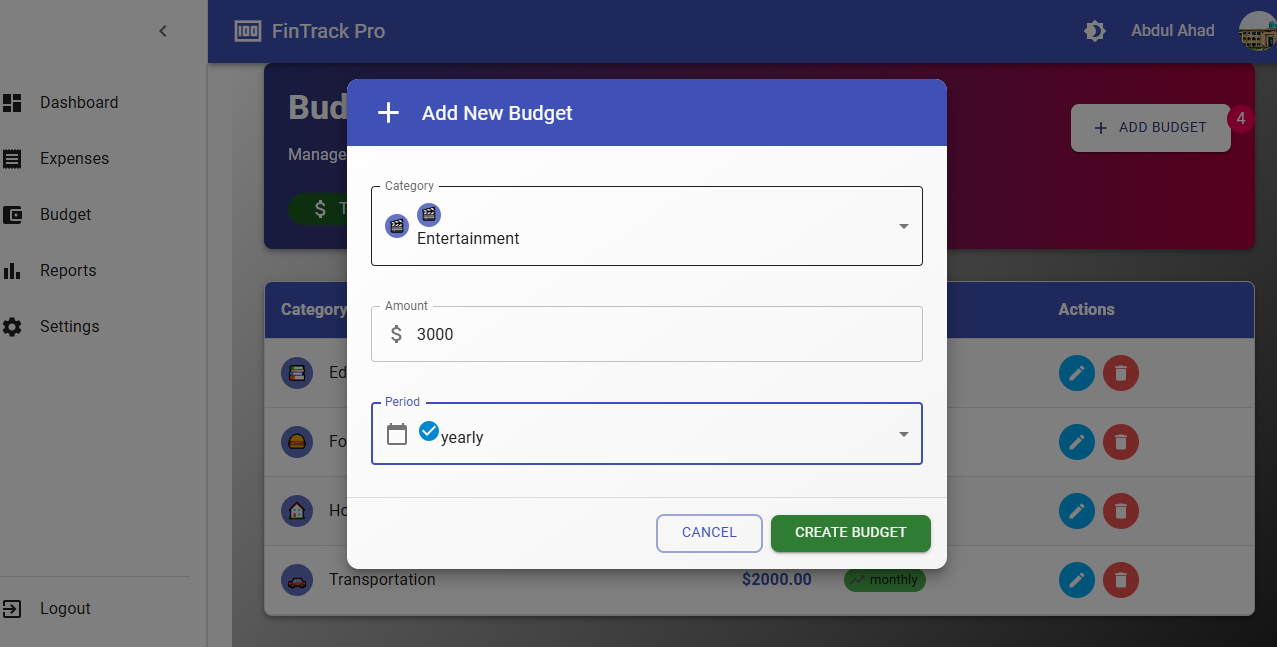 FinTrack Pro
Abdul Ahad
Dashboard
Expenses
Budget
Reports
Settings
Logout
Bud
Manage
$ T
+ ADD BUDGET
4
Add New Budget
Category
Entertainment
Amount
$ 3000
Period
yearly
CANCEL
CREATE BUDGET
Category
Actions
Ed
Fo
Ho
Transportation $2000.00 monthly